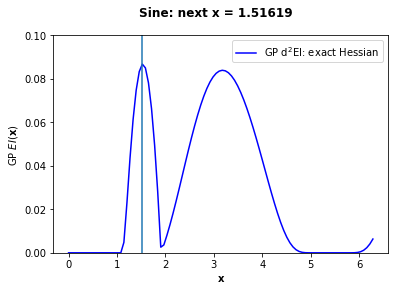 Sine: next x = 1.51619
GP d²EI: exact Hessian
GP EI(x)
0.10
0.08
0.06
0.04
0.02
0.00
0 1 2 3 4 5 6
x